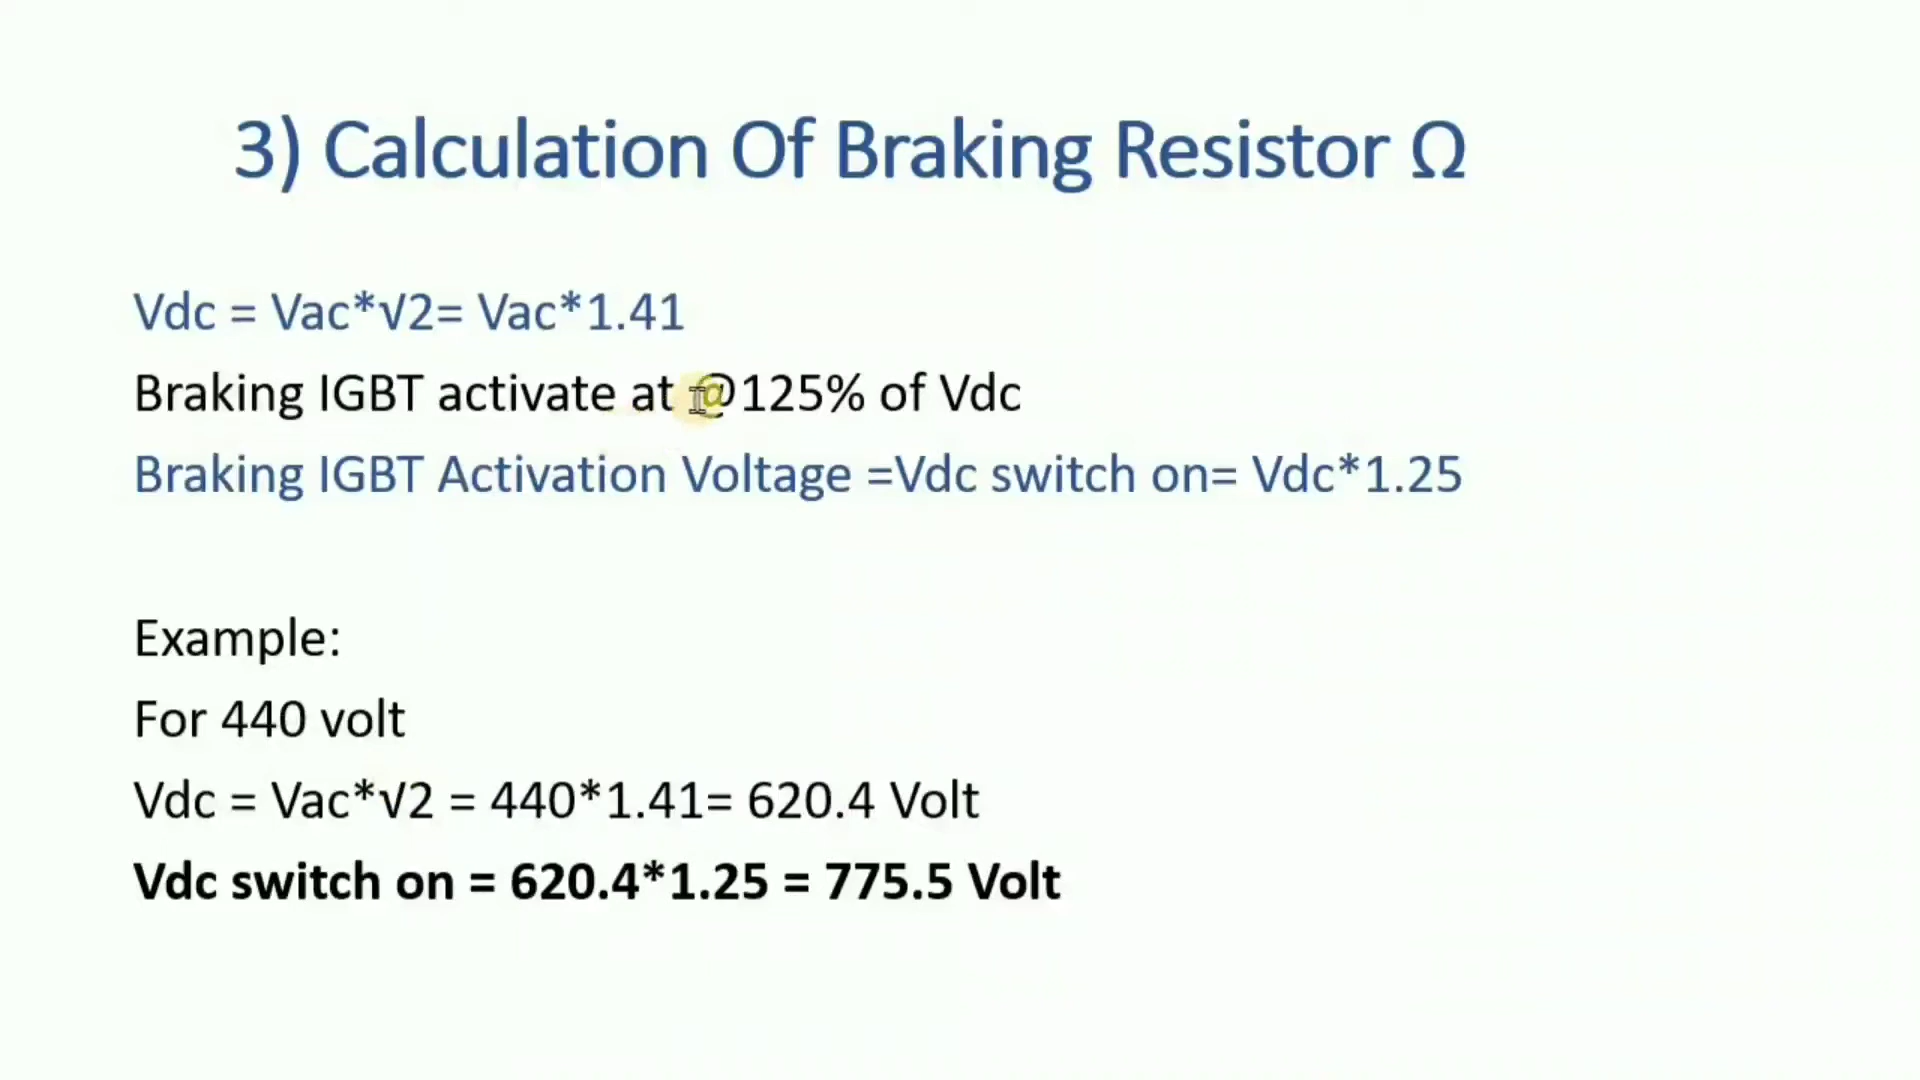 3) Calculation Of Braking Resistor Ω
Vdc = Vac*√2= Vac*1.41
Braking IGBT activate at @125% of Vdc
Braking IGBT Activation Voltage =Vdc switch on= Vdc*1.25
Example:
For 440 volt
Vdc = Vac*√2 = 440*1.41= 620.4 Volt
Vdc switch on = 620.4*1.25 = 775.5 Volt